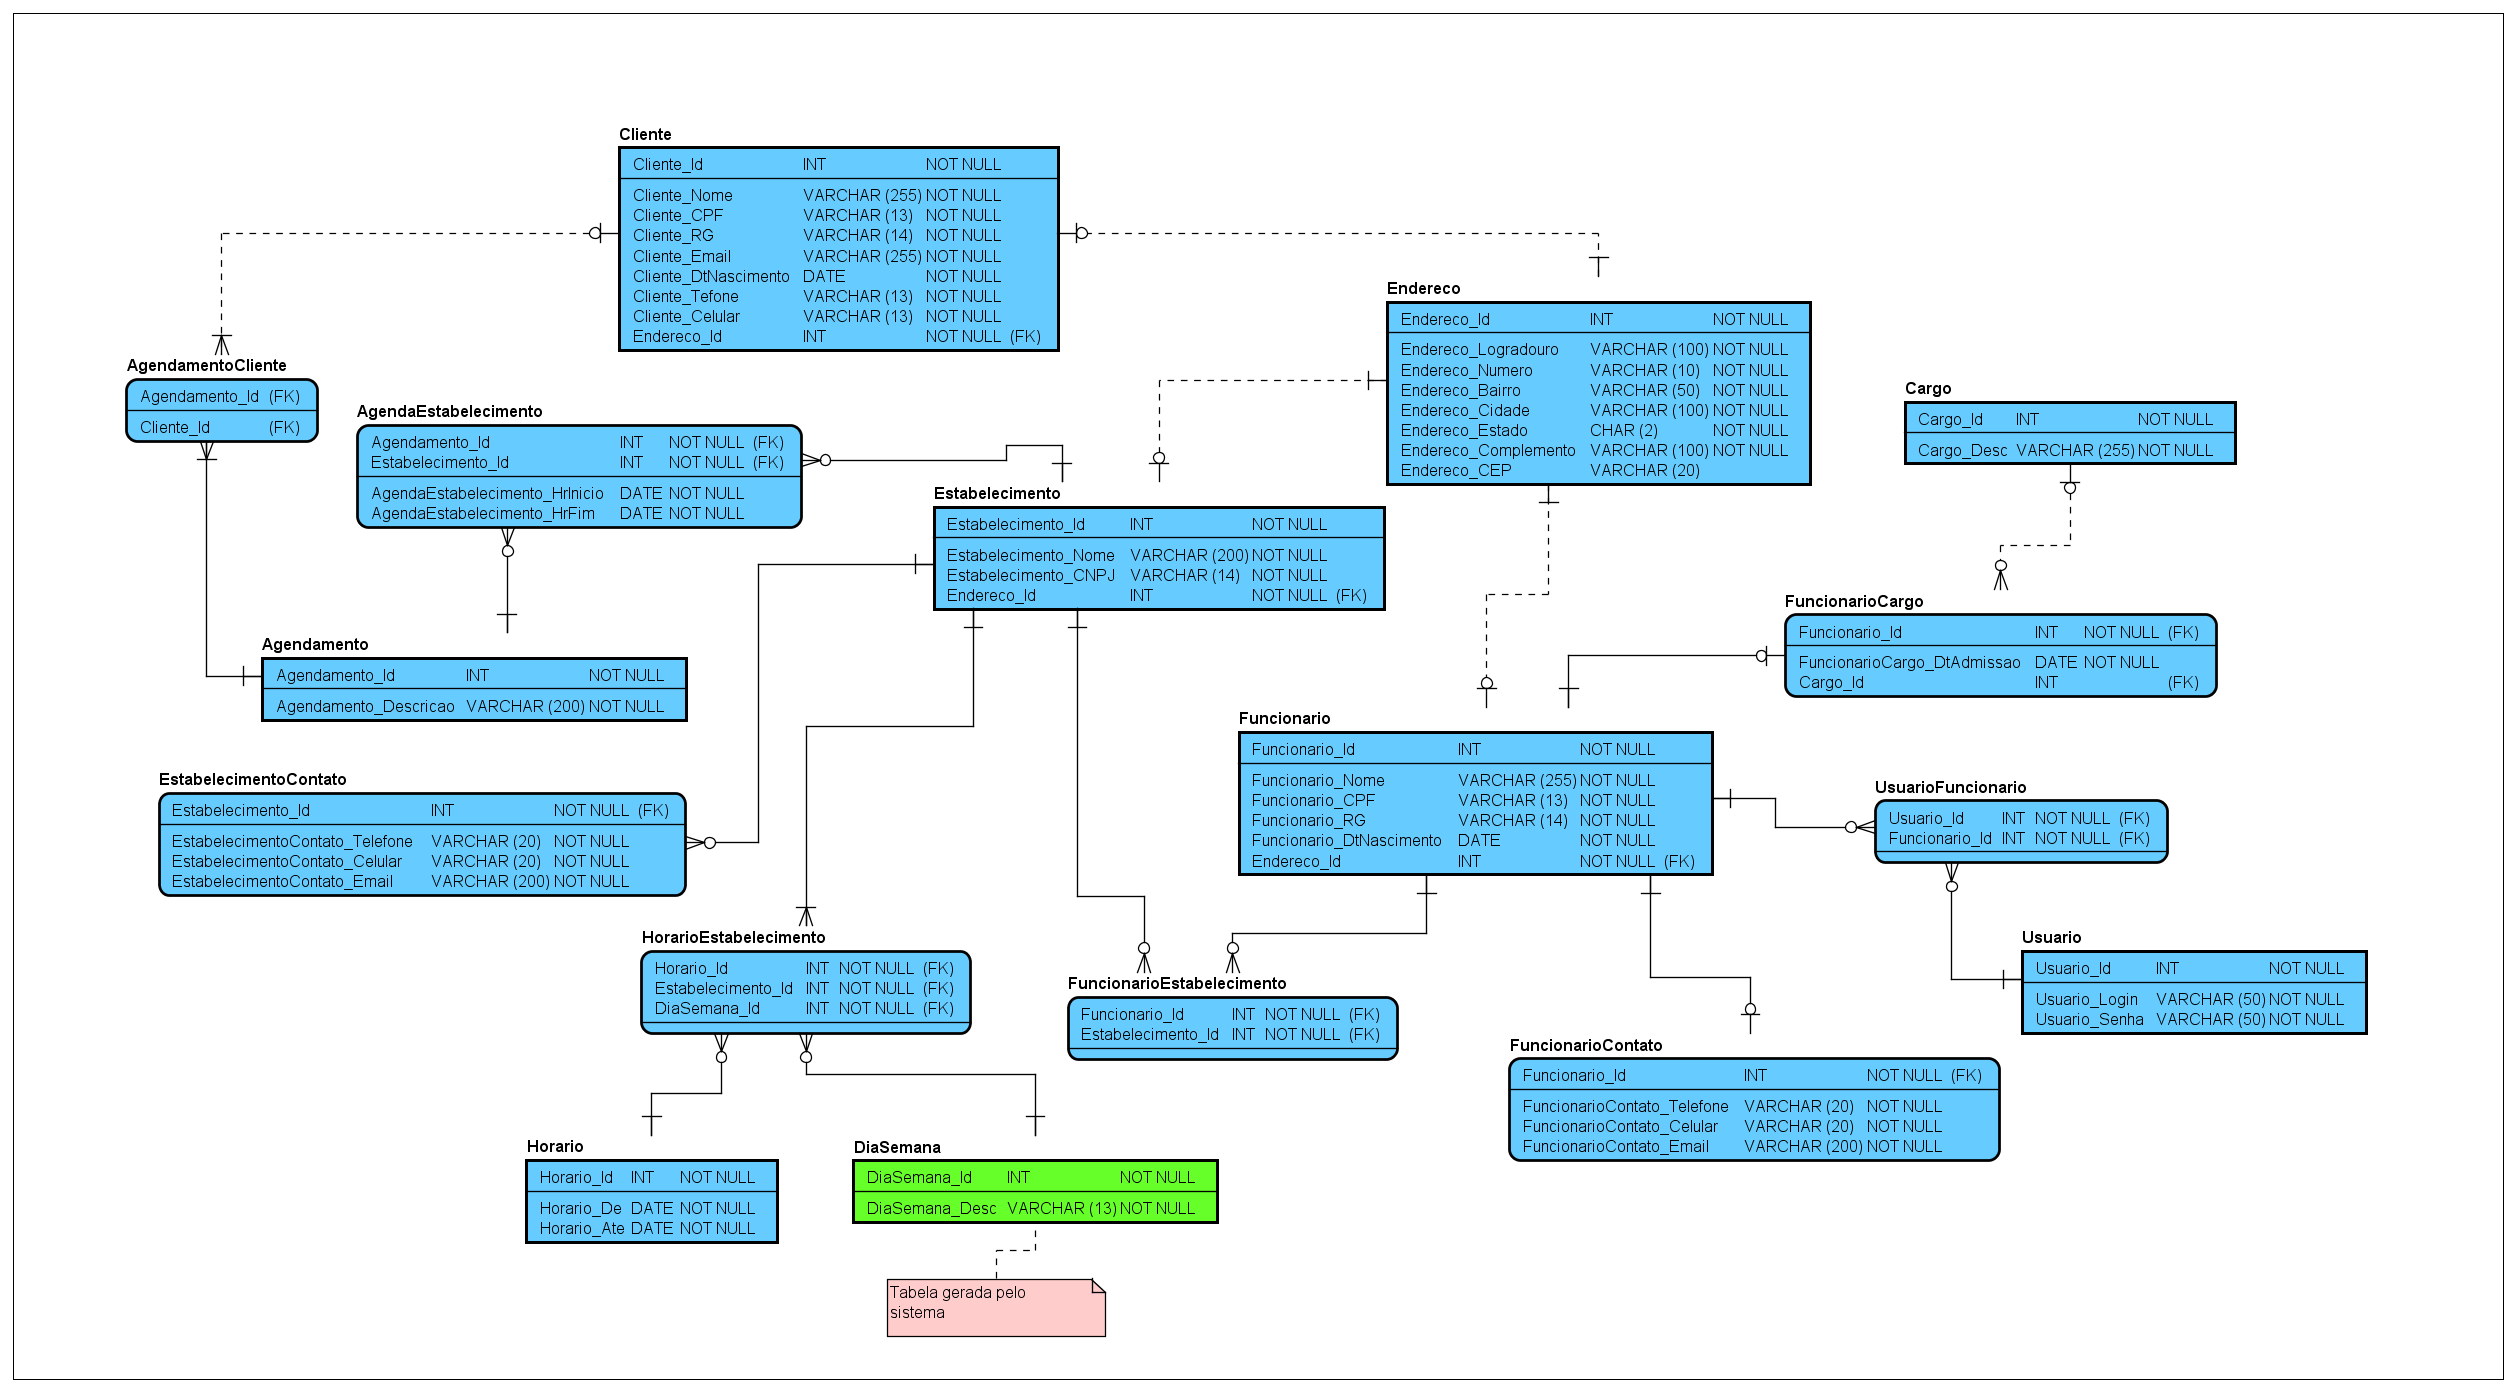 Cliente
Cliente_Id INT NOT NULL
Cliente_Nome VARCHAR (255) NOT NULL
Cliente_CPF VARCHAR (13) NOT NULL
Cliente_RG VARCHAR (14) NOT NULL
Cliente_Email VARCHAR (255) NOT NULL
Cliente_DtNascimento DATE NOT NULL
Cliente_Tefone VARCHAR (13) NOT NULL
Cliente_Celular VARCHAR (13) NOT NULL
Endereco_Id INT NOT NULL (FK)
Endereco
Endereco_Id INT NOT NULL
Endereco_Logradouro VARCHAR (100) NOT NULL
Endereco_Numero VARCHAR (10) NOT NULL
Endereco_Bairro VARCHAR (50) NOT NULL
Endereco_Cidade VARCHAR (100) NOT NULL
Endereco_Estado CHAR (2) NOT NULL
Endereco_Complemento VARCHAR (100) NOT NULL
Endereco_CEP VARCHAR (20)
AgendamentoCliente
Agendamento_Id (FK)
Cliente_Id (FK)
AgendaEstabelecimento
Agendamento_Id INT NOT NULL (FK)
Estabelecimento_Id INT NOT NULL (FK)
AgendaEstabelecimento_HrInicio DATE NOT NULL
AgendaEstabelecimento_HrFim DATE NOT NULL
Cargo
Cargo_Id INT NOT NULL
Cargo_Desc VARCHAR (255) NOT NULL
Estabelecimento
Estabelecimento_Id INT NOT NULL
Estabelecimento_Nome VARCHAR (200) NOT NULL
Estabelecimento_CNPJ VARCHAR (14) NOT NULL
Endereco_Id INT NOT NULL (FK)
FuncionarioCargo
Funcionario_Id INT NOT NULL (FK)
FuncionarioCargo_DtAdmissao DATE NOT NULL
Cargo_Id INT (FK)
Agendamento
Agendamento_Id INT NOT NULL
Agendamento_Descricao VARCHAR (200) NOT NULL
Funcionario
Funcionario_Id INT NOT NULL
Funcionario_Nome VARCHAR (255) NOT NULL
Funcionario_CPF VARCHAR (13) NOT NULL
Funcionario_RG VARCHAR (14) NOT NULL
Funcionario_DtNascimento DATE NOT NULL
Endereco_Id INT NOT NULL (FK)
EstabelecimentoContato
Estabelecimento_Id INT NOT NULL (FK)
EstabelecimentoContato_Telefone VARCHAR (20) NOT NULL
EstabelecimentoContato_Celular VARCHAR (20) NOT NULL
EstabelecimentoContato_Email VARCHAR (200) NOT NULL
UsuarioFuncionario
Usuario_Id INT NOT NULL (FK)
Funcionario_Id INT NOT NULL (FK)
HorarioEstabelecimento
Horario_Id INT NOT NULL (FK)
Estabelecimento_Id INT NOT NULL (FK)
DiaSemana_Id INT NOT NULL (FK)
Usuario
Usuario_Id INT NOT NULL
Usuario_Login VARCHAR (50) NOT NULL
Usuario_Senha VARCHAR (50) NOT NULL
FuncionarioEstabelecimento
Funcionario_Id INT NOT NULL (FK)
Estabelecimento_Id INT NOT NULL (FK)
FuncionarioContato
Funcionario_Id INT NOT NULL (FK)
FuncionarioContato_Telefone VARCHAR (20) NOT NULL
FuncionarioContato_Celular VARCHAR (20) NOT NULL
FuncionarioContato_Email VARCHAR (200) NOT NULL
Horario
Horario_Id INT NOT NULL
Horario_De DATE NOT NULL
Horario_Ate DATE NOT NULL
DiaSemana
DiaSemana_Id INT NOT NULL
DiaSemana_Desc VARCHAR (13) NOT NULL
Tabela gerada pelo
sistema